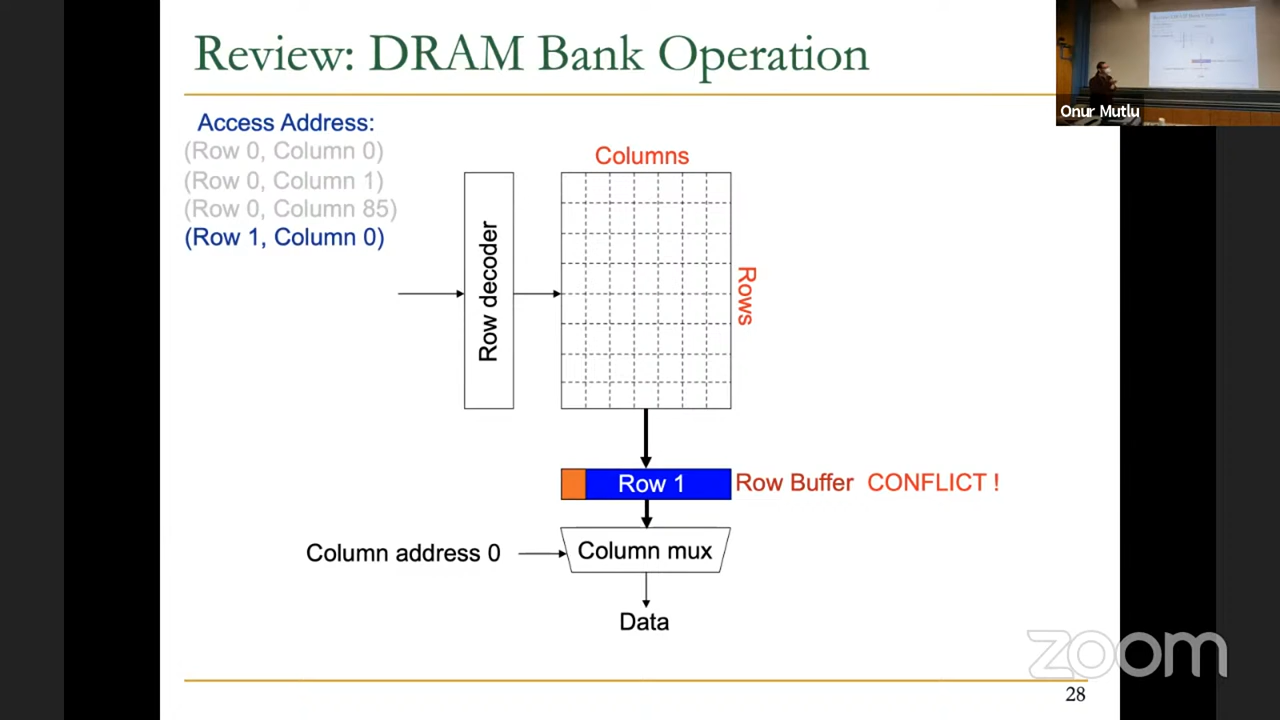 Review: DRAM Bank Operation
Onur Mutlu
Access Address:
(Row 0, Column 0)
(Row 0, Column 1)
(Row 0, Column 85)
(Row 1, Column 0)
Columns
Row decoder
Rows
Row 1
Row Buffer CONFLICT !
Column address 0
Column mux
Data
zoom
28